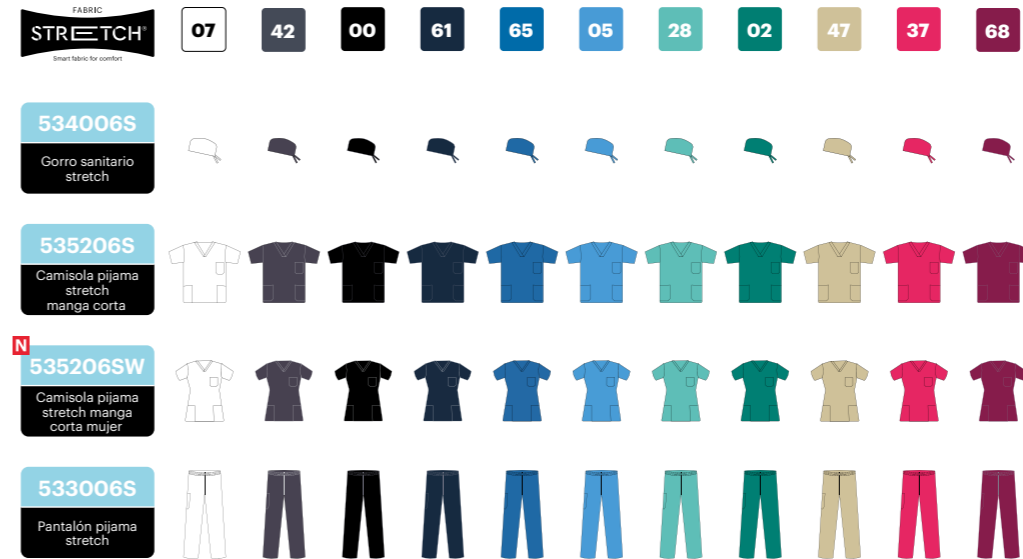 FABRIC
STRETCH®
Smart fabric for comfort
07 42 00 61 65 05 28 02 47 37 68
534006S
Gorro sanitario
stretch
535206S
Camisola pijama
stretch
manga corta
N
535206SW
Camisola pijama
stretch manga
corta mujer
533006S
Pantalón pijama
stretch